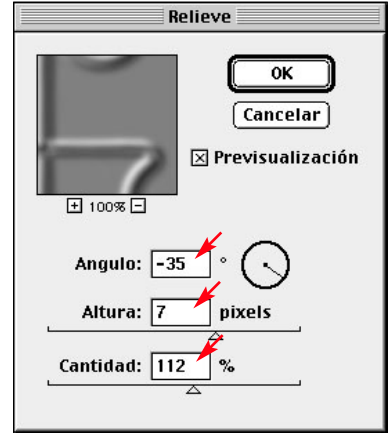 Relieve
OK
Cancelar
Previsualización
+ 100% -
Angulo: -35 °
Altura: 7 pixels
Cantidad: 112 %